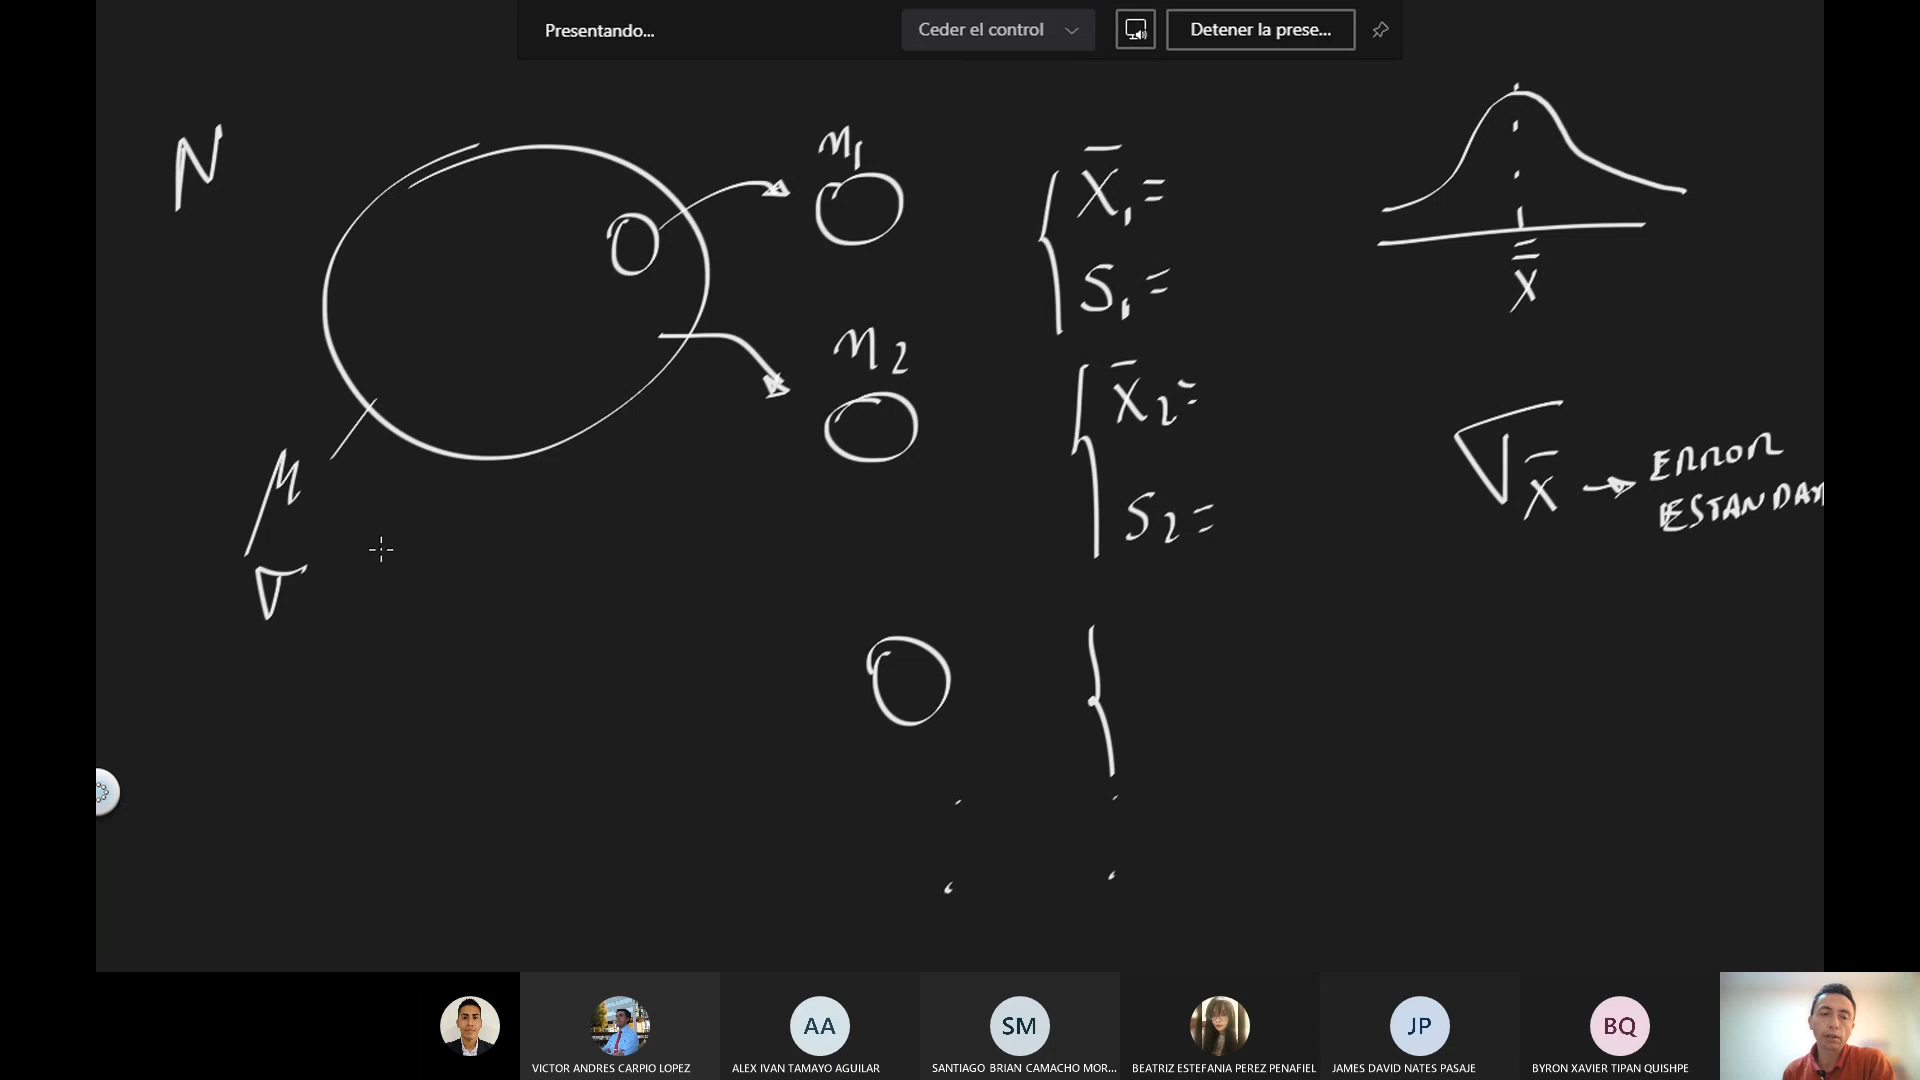 Presentando...
Ceder el control
Detener la prese...
N
n1
X̄1=
S1=
n2
X̄2=
S2=
μ
σ
X̿
σX̄ → ERROR
ESTANDAR
AA
SM
JP
BQ
VICTOR ANDRES CARPIO LOPEZ
ALEX IVAN TAMAYO AGUILAR
SANTIAGO BRIAN CAMACHO MOR...
BEATRIZ ESTEFANIA PEREZ PENAFIEL
JAMES DAVID NATES PASAJE
BYRON XAVIER TIPAN QUISHPE